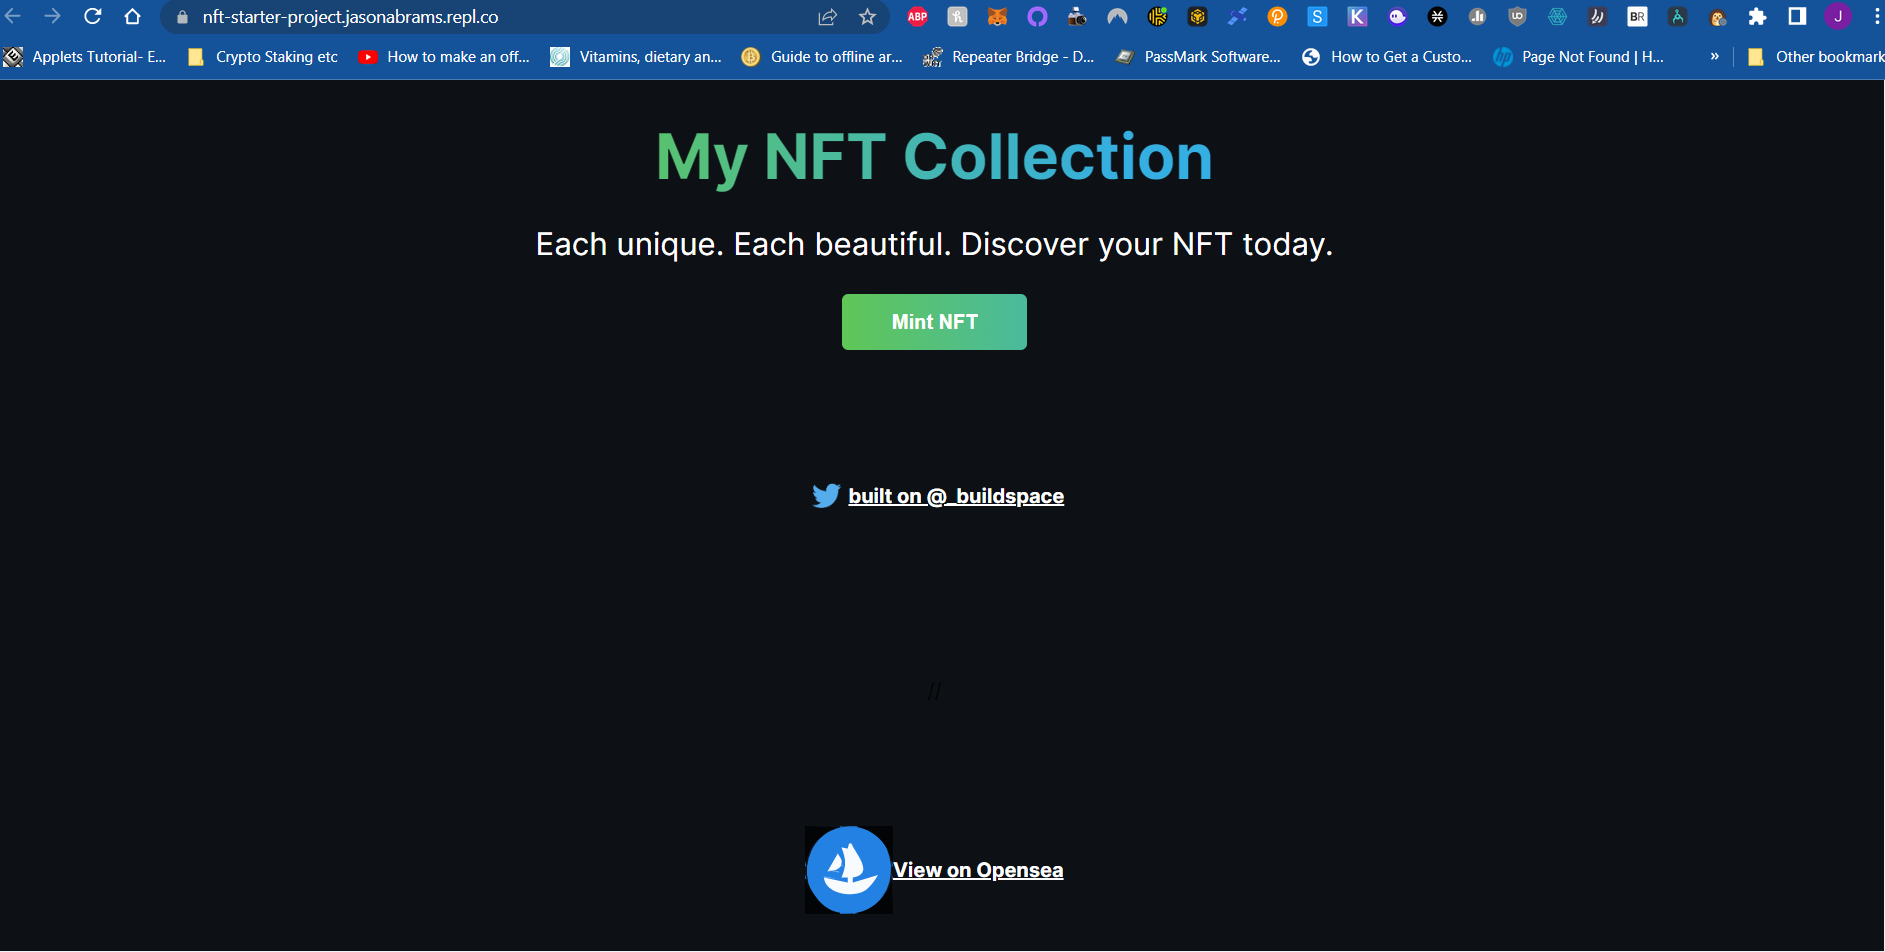 nft-starter-project.jasonabrams.repl.co
ABP
S
K
BR
J
Applets Tutorial- E...
Crypto Staking etc
How to make an off...
Vitamins, dietary an...
Guide to offline ar...
Repeater Bridge - D...
PassMark Software...
How to Get a Custo...
Page Not Found | H...
»
Other bookmark
My NFT Collection
Each unique. Each beautiful. Discover your NFT today.
Mint NFT
built on @_buildspace
//
View on Opensea